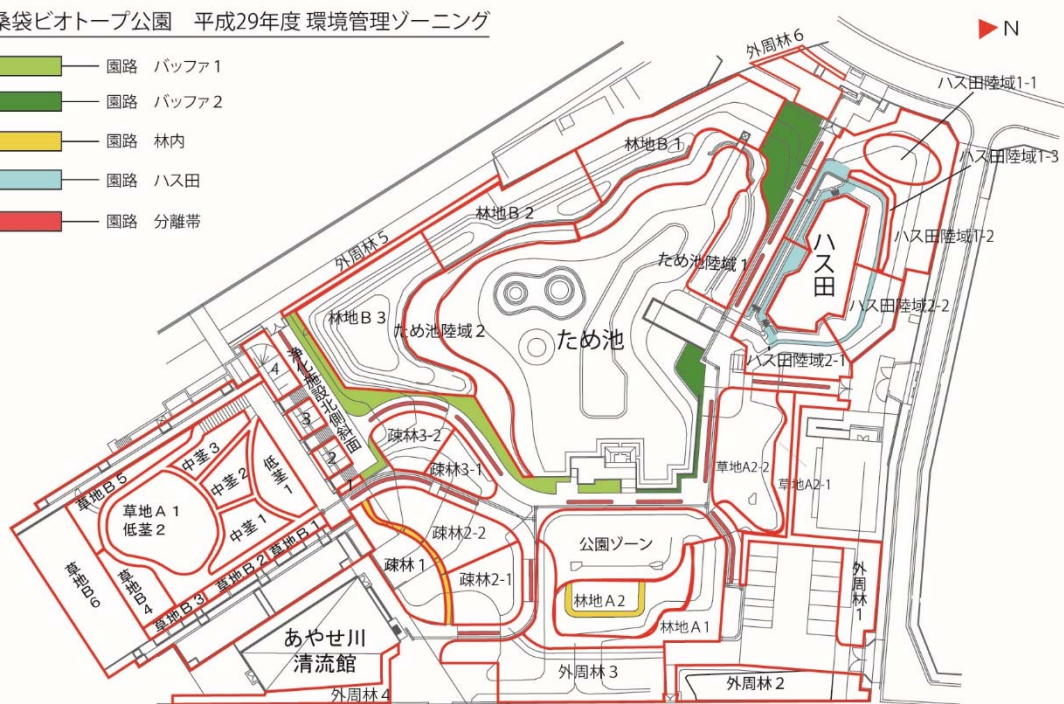 桑袋ビオトープ公園 平成29年度 環境管理ゾーニング
園路 バッファ1
園路 バッファ2
園路 林内
園路 ハス田
園路 分離帯
N
外周林6
ハス田陸域1-1
ハス田陸域1-3
林地B1
ハス田陸域1-2
林地B2
ハス田
ため池陸域1
外周林5
ハス田陸域2-2
林地B3
ため池陸域2
ため池
ハス田陸域2-1
浄化施設北側斜面
4
3
2
1
疎林3-2
疎林3-1
草地A2-2
草地A2-1
中茎3
中茎2
低茎1
草地B5
草地A1
低茎2
中茎1
疎林2-2
疎林1
疎林2-1
公園ゾーン
林地A2
林地A1
外周林1
草地B1
草地B2
草地B3
草地B4
草地B6
あやせ川
清流館
外周林3
外周林2
外周林4